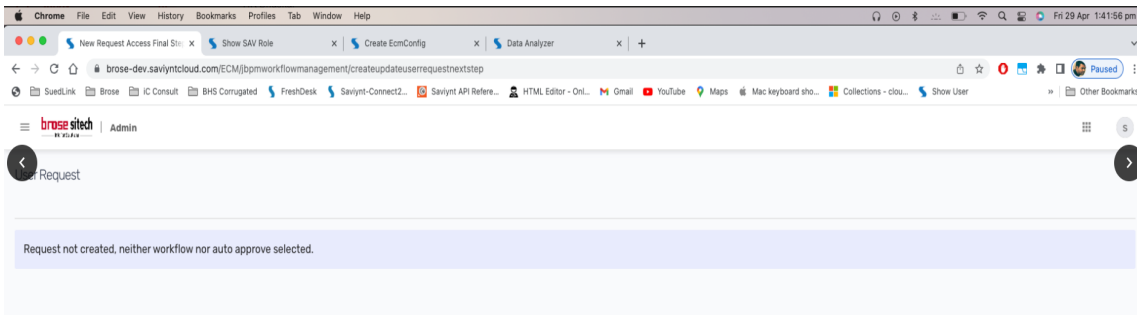 Chrome File Edit View History Bookmarks Profiles Tab Window Help Fri 29 Apr 1:41:56 pm
New Request Access Final Ste Show SAV Role Create EcmConfig Data Analyzer
brose-dev.saviyntcloud.com/ECM/jbpmworkflowmanagement/createupdateuserrequestnextstep Paused
SuedLink Brose iC Consult BHS Corrugated FreshDesk Saviynt-Connect2... Saviynt API Refere... HTML Editor - Onl... Gmail YouTube Maps Mac keyboard sho... Collections - clou... Show User » Other Bookmarks
brose sitech | Admin S
User Request
Request not created, neither workflow nor auto approve selected.